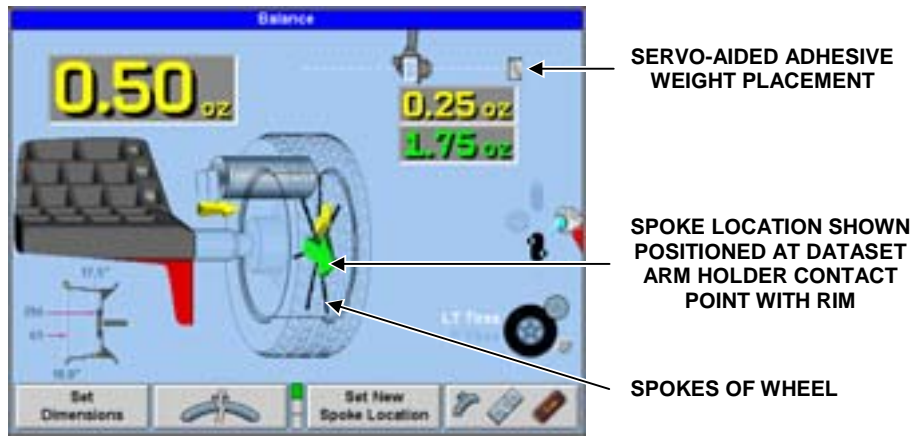 Balance
0.50 oz
0.25 oz
1.75 oz
17.5"
LT Tires
Set
Dimensions
Set New
Spoke Location
SERVO-AIDED ADHESIVE
WEIGHT PLACEMENT
SPOKE LOCATION SHOWN
POSITIONED AT DATASET
ARM HOLDER CONTACT
POINT WITH RIM
SPOKES OF WHEEL